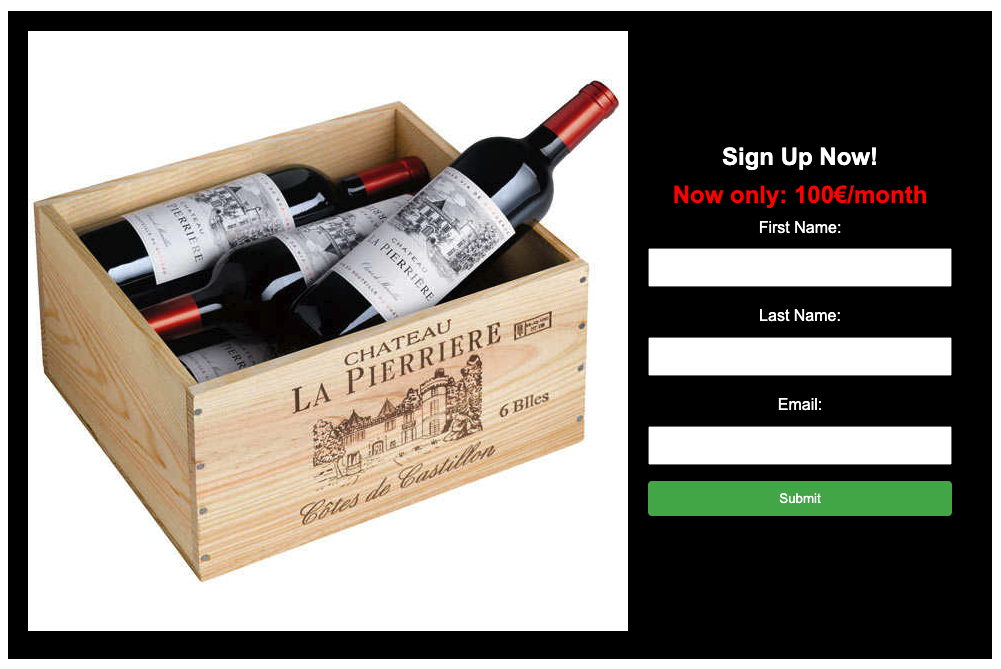 CHATEAU
PIERRIERE
CHATEAU
LA PIERRIERE
CHATEAU
LA PIERRIERE
6 Blles
Côtes de Castillon
Sign Up Now!
Now only: 100€/month
First Name:
Last Name:
Email:
Submit